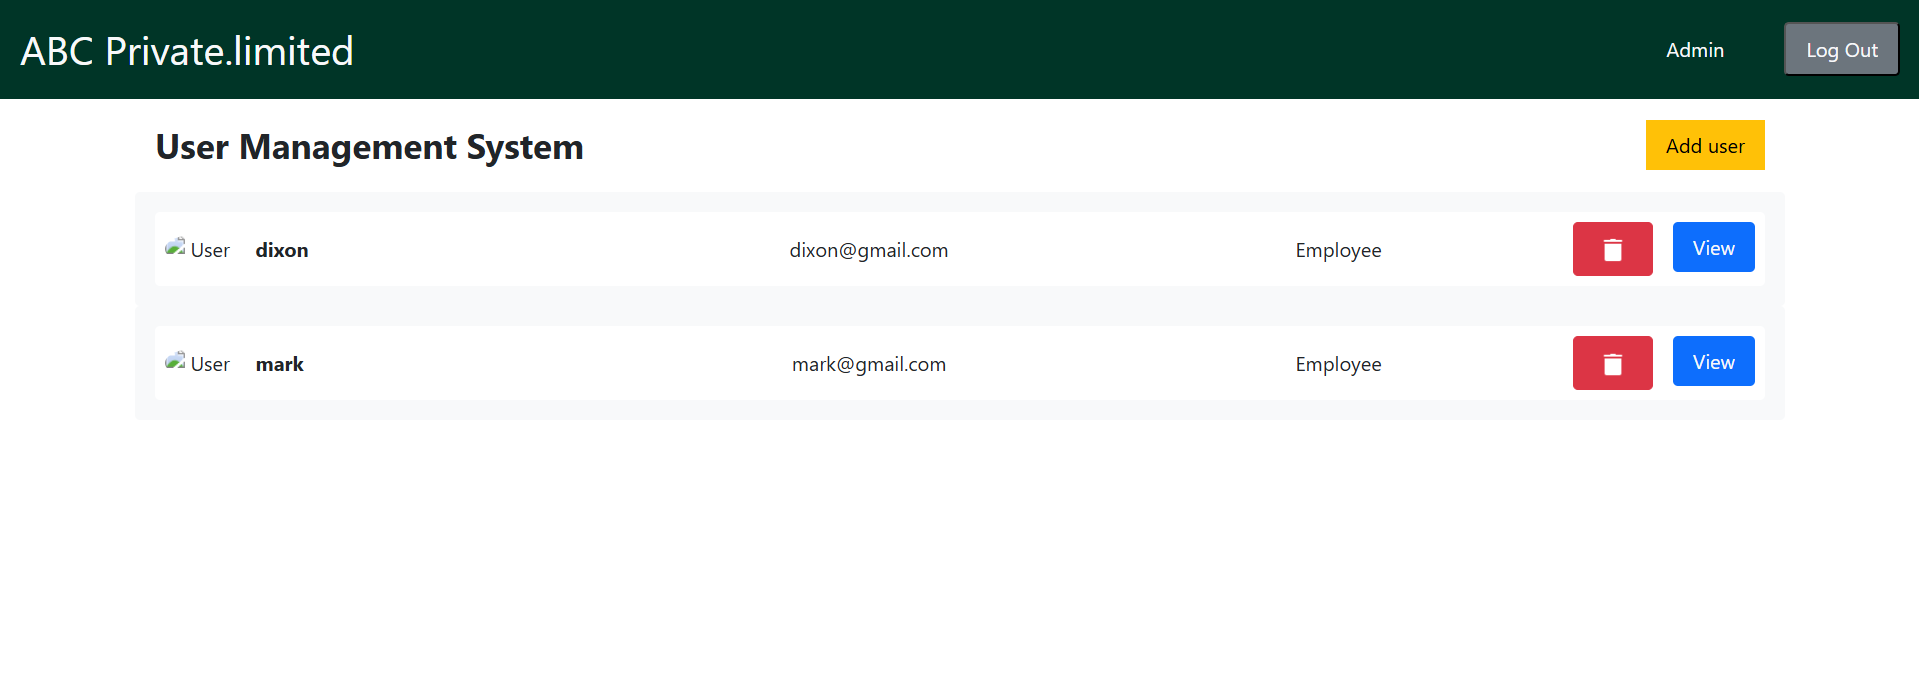 ABC Private.limited Admin Log Out
User Management System Add user
User dixon dixon@gmail.com Employee View
User mark mark@gmail.com Employee View